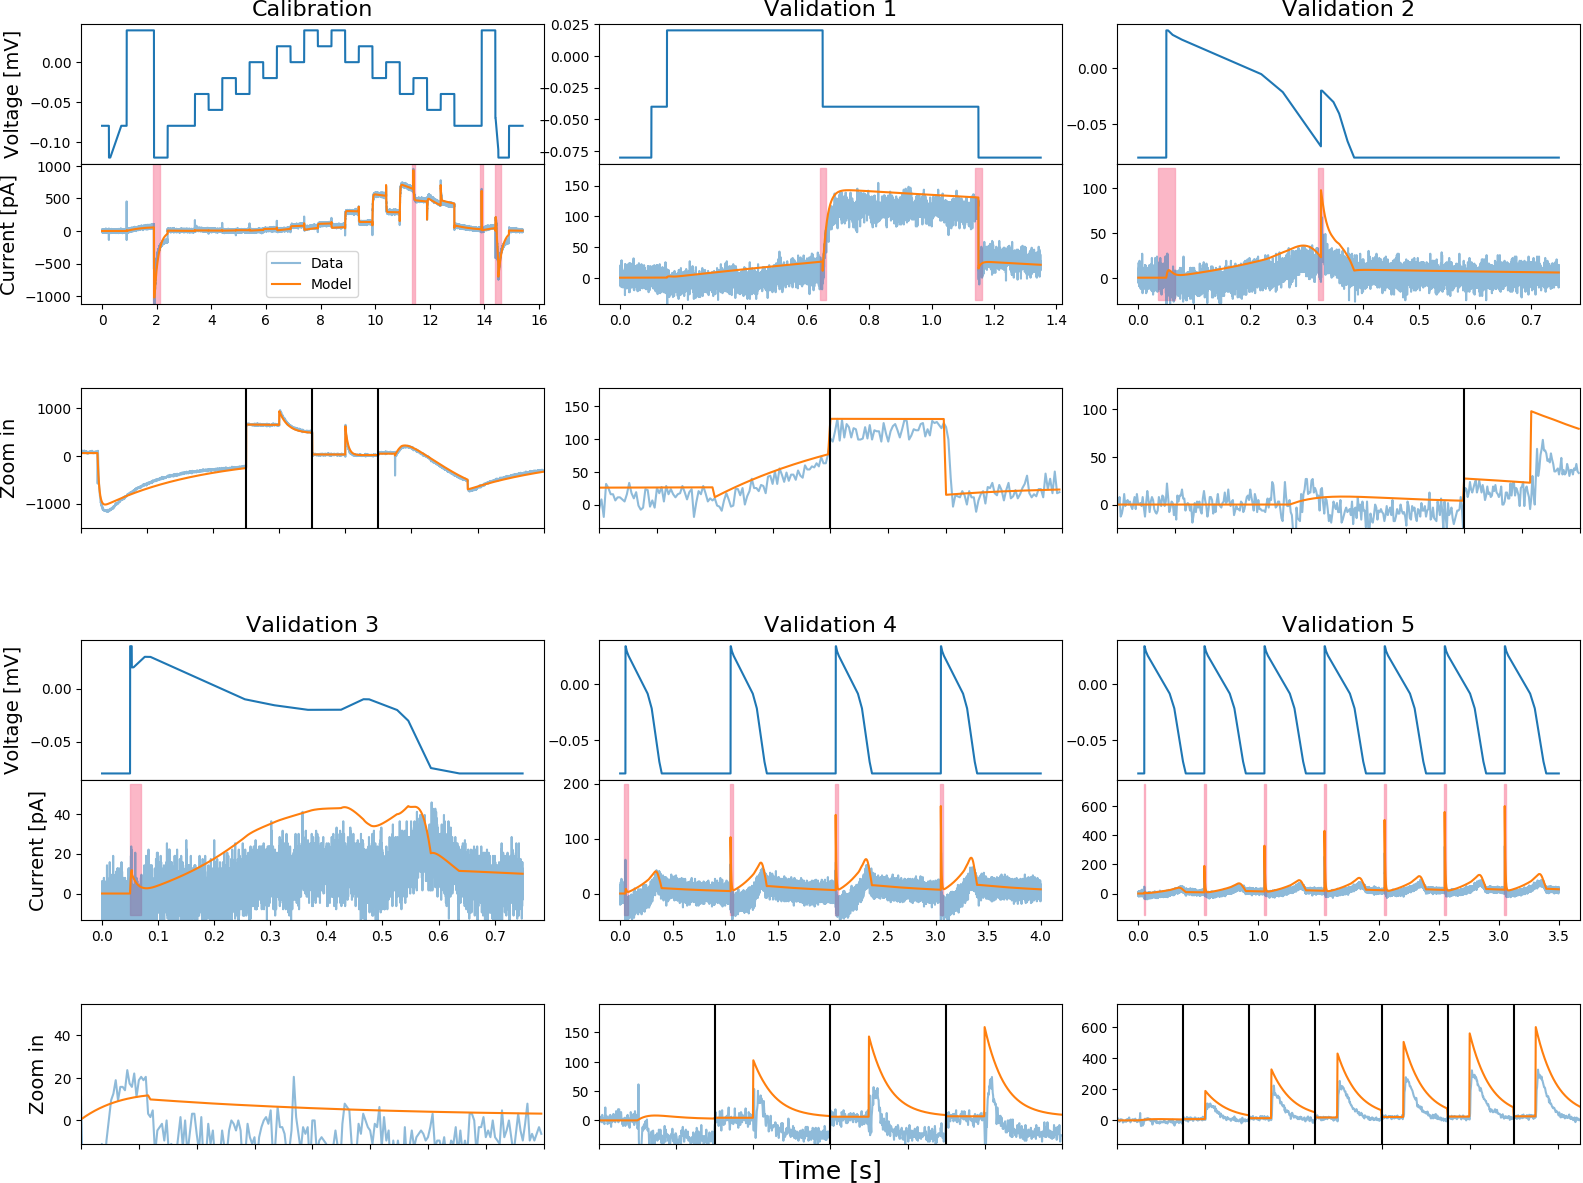 Calibration
Validation 1
Validation 2
Voltage [mV]
0.00
−0.05
−0.10
0.025
0.000
−0.025
−0.050
−0.075
0.00
−0.05
Current [pA]
1000
500
0
−500
−1000
Data
Model
150
100
50
0
100
50
0
0 2 4 6 8 10 12 14 16
0.0 0.2 0.4 0.6 0.8 1.0 1.2 1.4
0.0 0.1 0.2 0.3 0.4 0.5 0.6 0.7
Zoom in
1000
0
−1000
150
100
50
0
100
50
0
Validation 3
Validation 4
Validation 5
Voltage [mV]
0.00
−0.05
0.00
−0.05
0.00
−0.05
Current [pA]
40
20
0
200
100
0
600
400
200
0
0.0 0.1 0.2 0.3 0.4 0.5 0.6 0.7
0.0 0.5 1.0 1.5 2.0 2.5 3.0 3.5 4.0
0.0 0.5 1.0 1.5 2.0 2.5 3.0 3.5
Zoom in
40
20
0
150
100
50
0
600
400
200
0
Time [s]